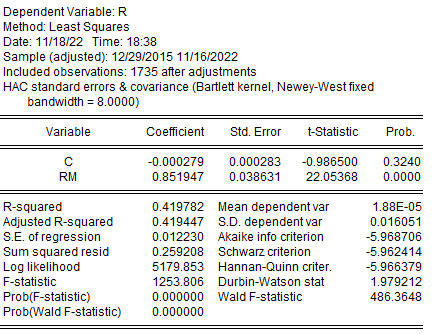 Dependent Variable: R
Method: Least Squares
Date: 11/18/22 Time: 18:38
Sample (adjusted): 12/29/2015 11/16/2022
Included observations: 1735 after adjustments
HAC standard errors & covariance (Bartlett kernel, Newey-West fixed
bandwidth = 8.0000)
Variable Coefficient Std. Error t-Statistic Prob.
C -0.000279 0.000283 -0.986500 0.3240
RM 0.851947 0.038631 22.05368 0.0000
R-squared 0.419782 Mean dependent var 1.88E-05
Adjusted R-squared 0.419447 S.D. dependent var 0.016051
S.E. of regression 0.012230 Akaike info criterion -5.968706
Sum squared resid 0.259208 Schwarz criterion -5.962414
Log likelihood 5179.853 Hannan-Quinn criter. -5.966379
F-statistic 1253.806 Durbin-Watson stat 1.979212
Prob(F-statistic) 0.000000 Wald F-statistic 486.3648
Prob(Wald F-statistic) 0.000000